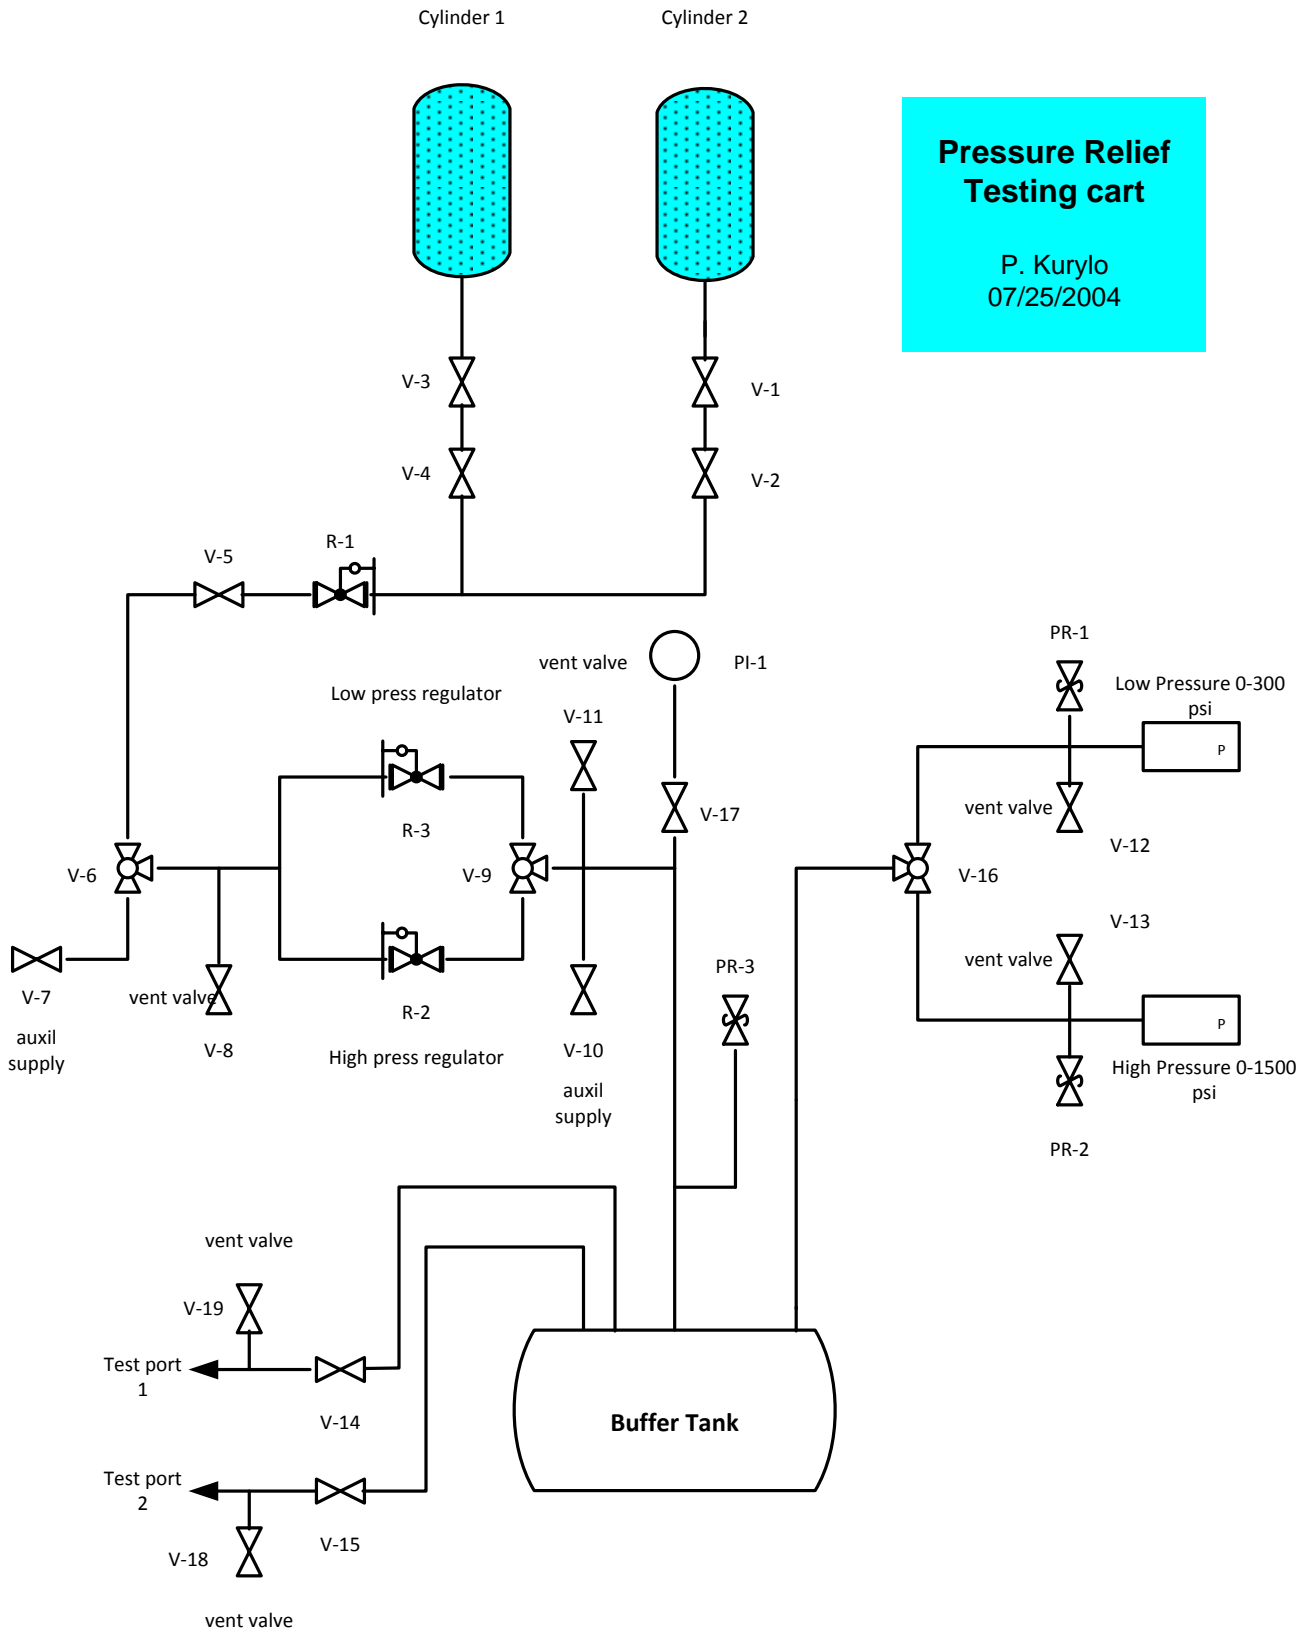 Cylinder 1
Cylinder 2
Pressure Relief
Testing cart
P. Kurylo
07/25/2004
V-3
V-1
V-4
V-2
R-1
V-5
PR-1
vent valve
PI-1
Low Pressure 0-300
psi
Low press regulator
V-11
P
vent valve
V-17
R-3
V-12
V-6
V-9
V-16
V-13
vent valve
PR-3
V-7
vent valve
R-2
P
auxil
supply
V-8
High press regulator
V-10
auxil
supply
High Pressure 0-1500
psi
PR-2
vent valve
V-19
Test port
1
V-14
Buffer Tank
Test port
2
V-15
V-18
vent valve